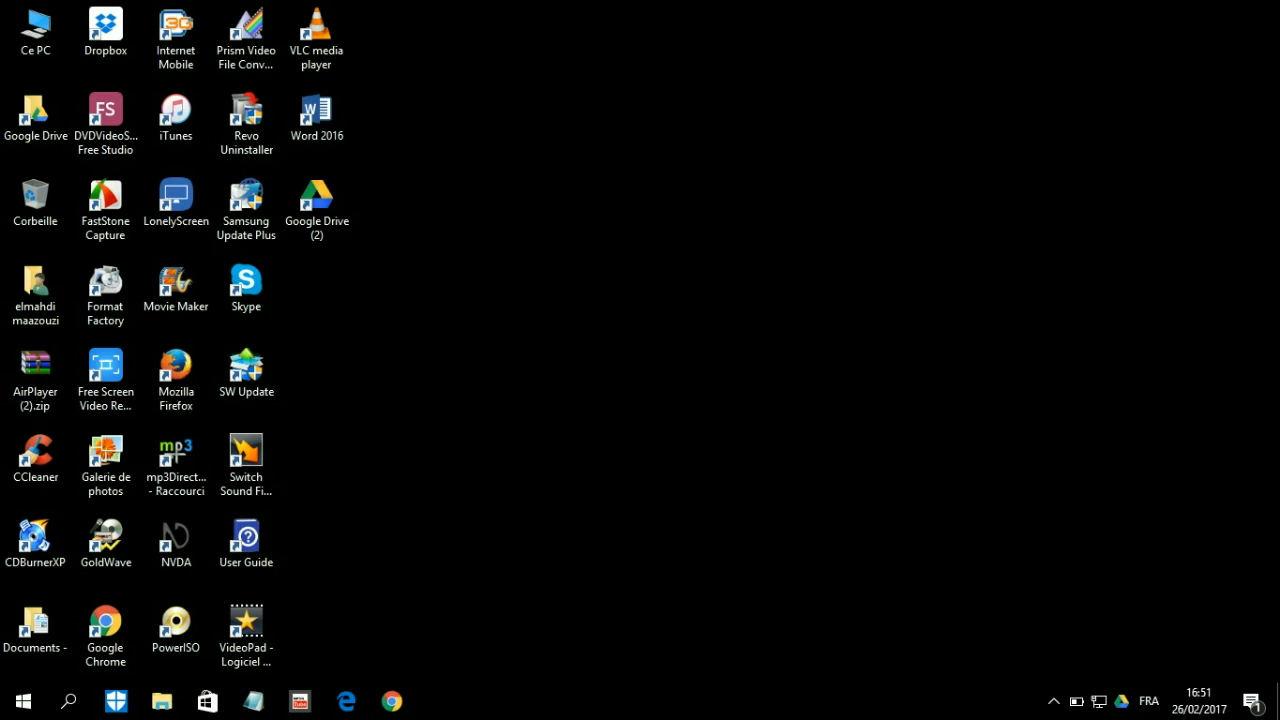 Ce PC
Dropbox
Internet
Mobile
Prism Video
File Conv...
VLC media
player
Google Drive
DVDVideoS...
Free Studio
iTunes
Revo
Uninstaller
Word 2016
Corbeille
FastStone
Capture
LonelyScreen
Samsung
Update Plus
Google Drive
(2)
elmahdi
maazouzi
Format
Factory
Movie Maker
Skype
AirPlayer
(2).zip
Free Screen
Video Re...
Mozilla
Firefox
SW Update
CCleaner
Galerie de
photos
mp3Direct...
- Raccourci
Switch
Sound Fi...
CDBurnerXP
GoldWave
NVDA
User Guide
Documents -
Google
Chrome
PowerISO
VideoPad -
Logiciel ...
FS
3G
mp3
FRA
16:51
26/02/2017
1